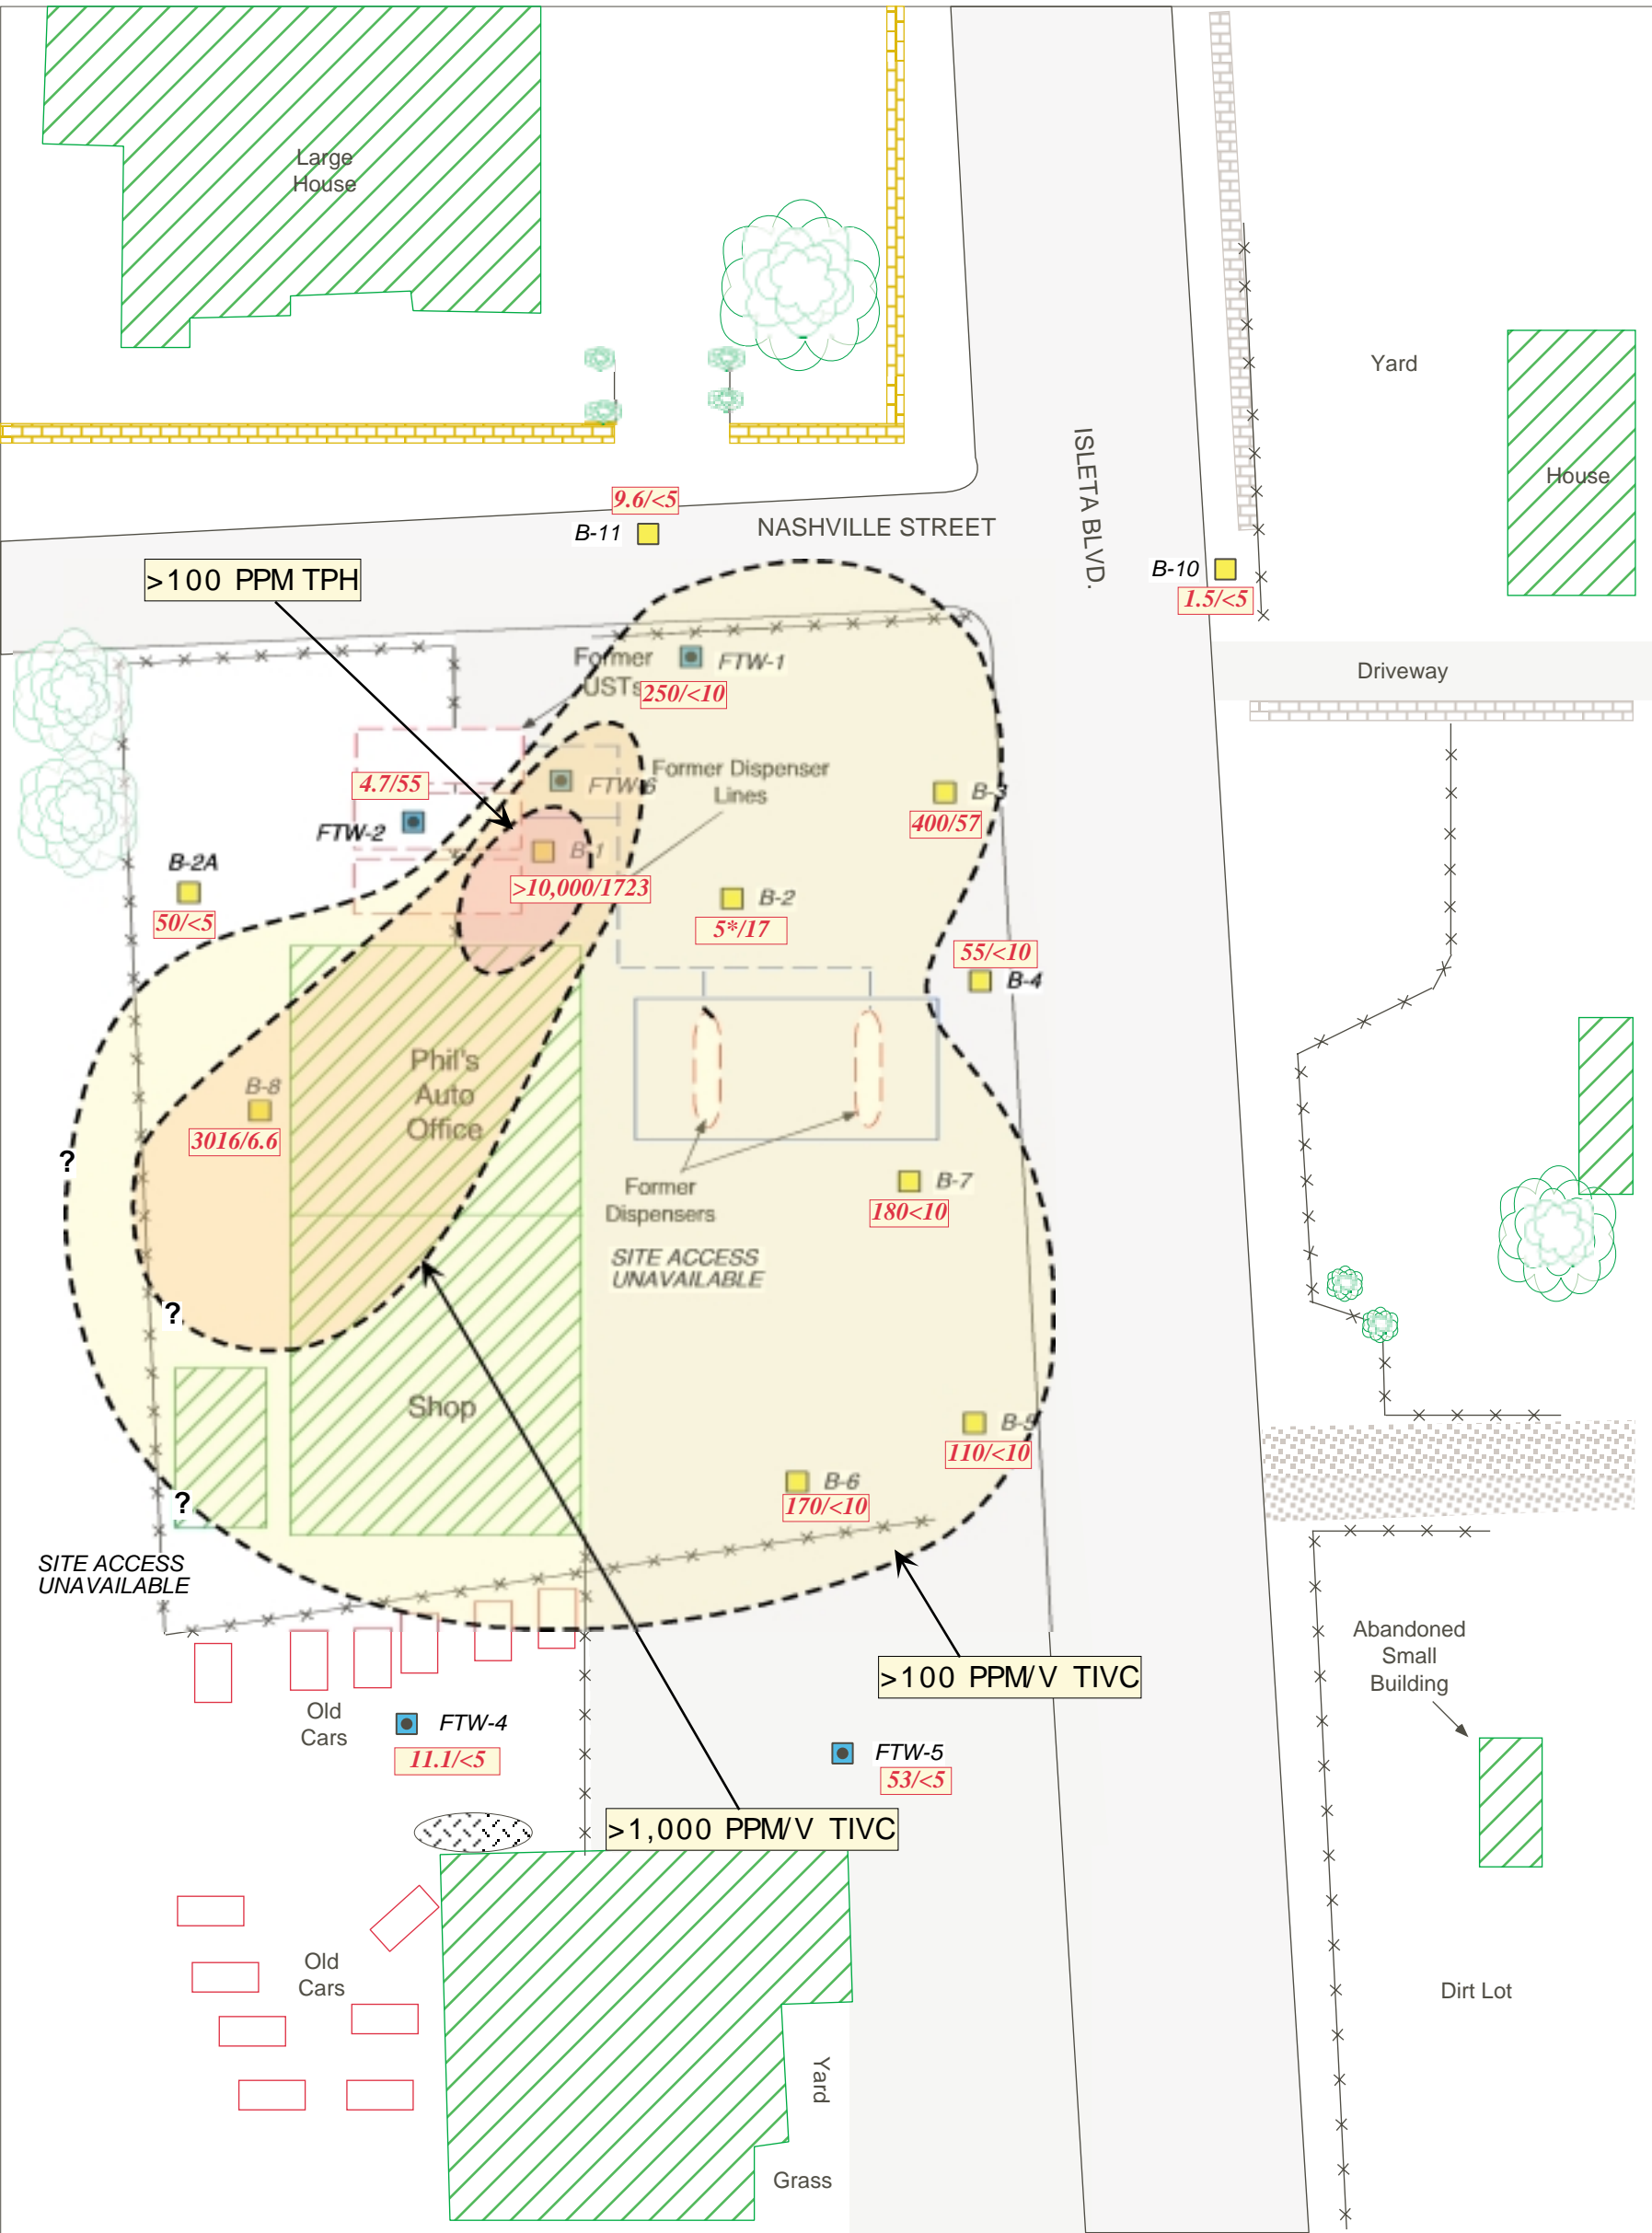 Large
House
Yard
House
ISLETA BLVD.
9.6/<5
B-11
NASHVILLE STREET
B-10
1.5/<5
>100 PPM TPH
Former
USTs
FTW-1
250/<10
Driveway
4.7/55
FTW-2
FTW-6
Former Dispenser
Lines
B-3
400/57
B-1
>10,000/1723
B-2A
50/<5
B-2
5*/17
55/<10
B-4
Phil's
Auto
Office
B-8
3016/6.6
?
B-7
180<10
Former
Dispensers
SITE ACCESS
UNAVAILABLE
?
Shop
B-5
110/<10
B-6
170/<10
?
SITE ACCESS
UNAVAILABLE
>100 PPM/V TIVC
Abandoned
Small
Building
Old
Cars
FTW-4
11.1/<5
FTW-5
53/<5
>1,000 PPM/V TIVC
Old
Cars
Dirt Lot
Yard
Grass